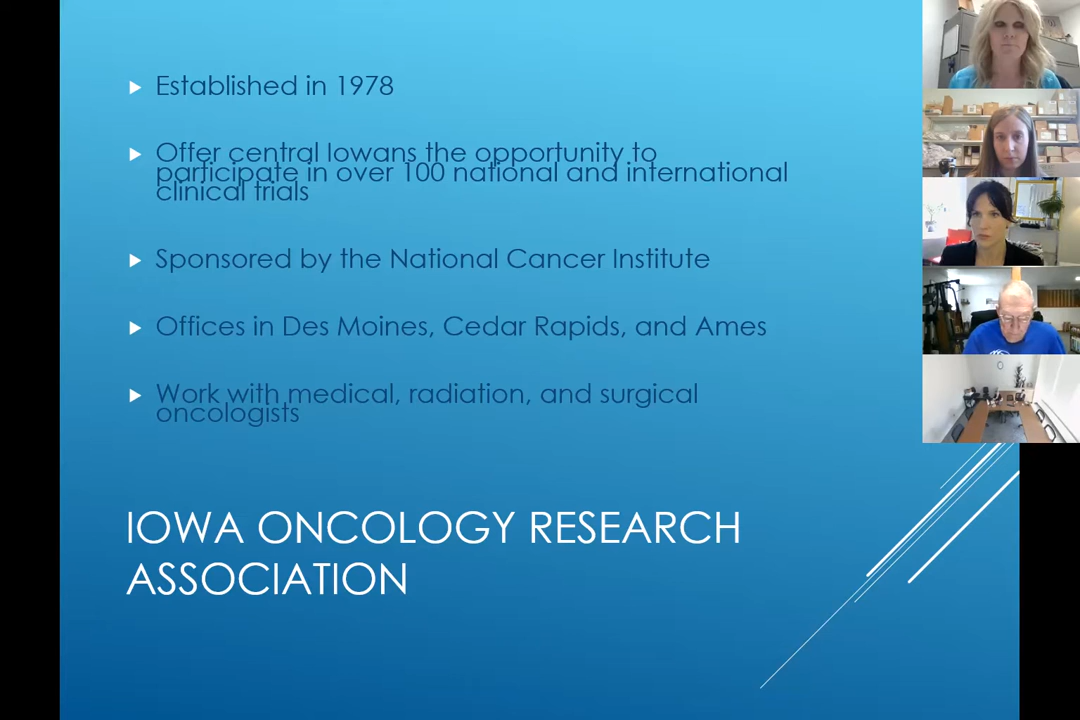 Established in 1978
Offer central Iowans the opportunity to
participate in over 100 national and international
clinical trials
Sponsored by the National Cancer Institute
Offices in Des Moines, Cedar Rapids, and Ames
Work with medical, radiation, and surgical
oncologists
IOWA ONCOLOGY RESEARCH
ASSOCIATION